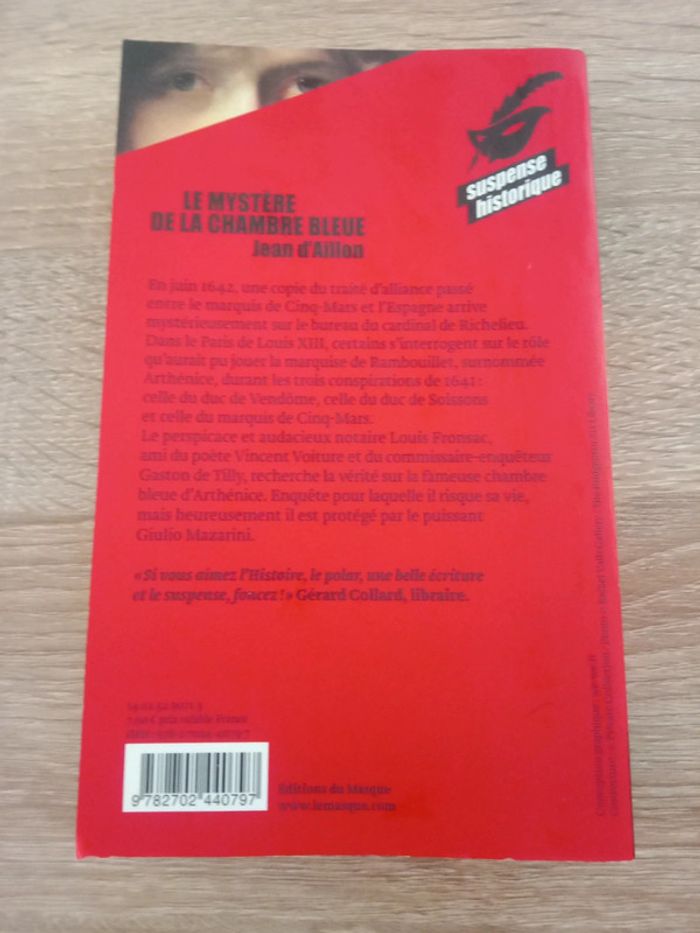 suspense
historique
LE MYSTÈRE
DE LA CHAMBRE BLEUE
Jean d'Aillon
En juin 1642, une copie du traité d'alliance passé
entre le marquis de Cinq-Mars et l'Espagne arrive
mystérieusement sur le bureau du cardinal de Richelieu.
Dans le Paris de Louis XIII, certains s'interrogent sur le rôle
qu'aurait pu jouer la marquise de Rambouillet, surnommée
Arthénice, durant les trois conspirations de 1641 :
celle du duc de Vendôme, celle du duc de Soissons
et celle du marquis de Cinq-Mars.
Le perspicace et audacieux notaire Louis Fronsac,
ami du poète Vincent Voiture et du commissaire-enquêteur
Gaston de Tilly, recherche la vérité sur la fameuse chambre
bleue d'Arthénice. Enquête pour laquelle il risque sa vie,
mais heureusement il est protégé par le puissant
Giulio Mazarini.
« Si vous aimez l'Histoire, le polar, une belle écriture
et le suspense, foncez ! » Gérard Collard, libraire.
prix valable France
9 782702 440797
Editions du Masque
www.lemasque.com